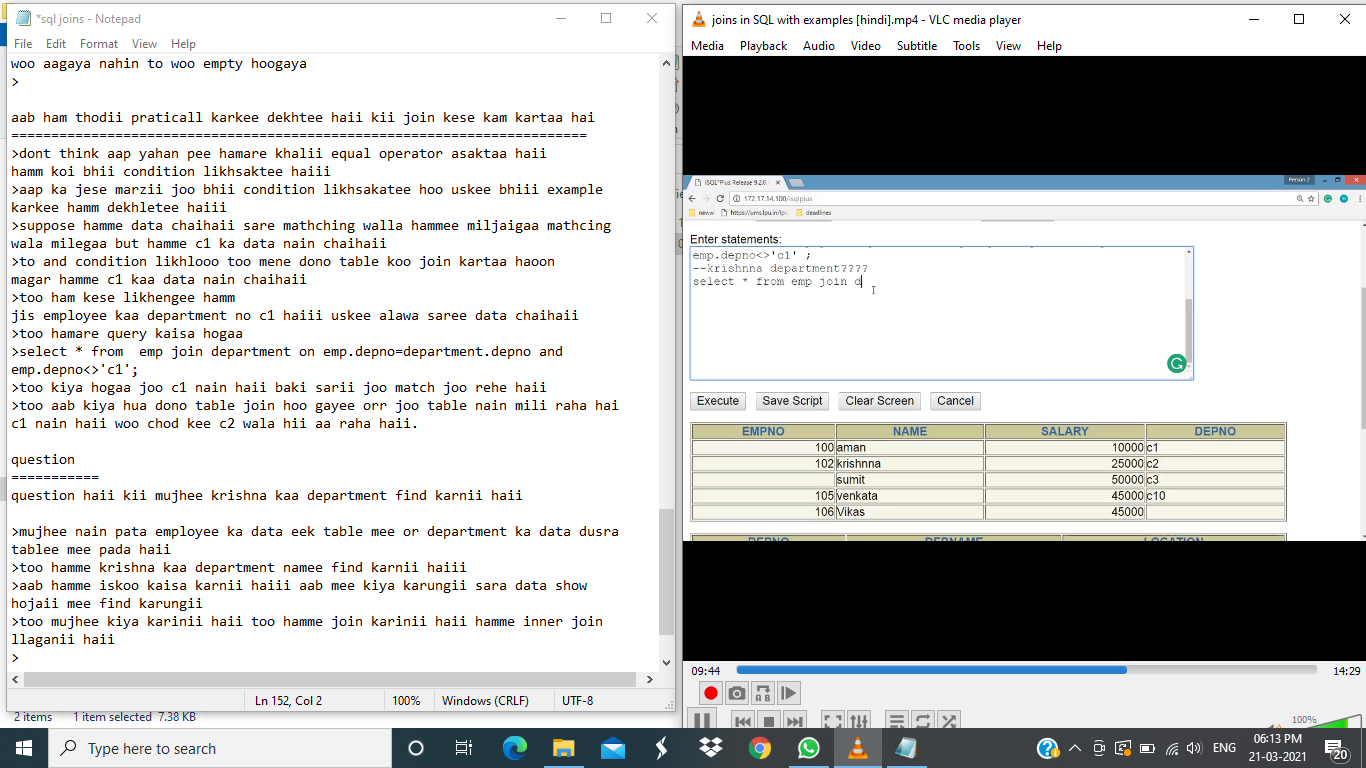 *sql joins - Notepad
File Edit Format View Help
woo aagaya nahin to woo empty hoogaya
>
aab ham thodii praticall karkee dekhtee haii kii join kese kam kartaa hai
=========================================================================
>dont think aap yahan pee hamare khalii equal operator asaktaa haii
hamm koi bhii condition likhsaktee haiii
>aap ka jese marzii joo bhii condition likhsakatee hoo uskee bhiii example
karkee hamm dekhletee haiii
>suppose hamme data chaihaii sare mathching walla hammee miljaigaa mathcing
wala milegaa but hamme c1 ka data nain chaihaii
>to and condition likhlooo too mene dono table koo join kartaa haoon
magar hamme c1 kaa data nain chaihaii
>too ham kese likhengee hamm
jis employee kaa department no c1 haiii uskee alawa saree data chaihaii
>too hamare query kaisa hogaa
>select * from  emp join department on emp.depno=department.depno and
emp.depno<>'c1';
>too kiya hogaa joo c1 nain haii baki sarii joo match joo rehe haii
>too aab kiya hua dono table join hoo gayee orr joo table nain mili raha hai
c1 nain haii woo chod kee c2 wala hii aa raha haii.
question
===========
question haii kii mujhee krishna kaa department find karnii haii
>mujhee nain pata employee ka data eek table mee or department ka data dusra
tablee mee pada haii
>too hamme krishna kaa department namee find karnii haiii
>aab hamme iskoo kaisa karnii haiii aab mee kiya karungii sara data show
hojaii mee find karungii
>too mujhee kiya karinii haii too hamme join karinii haii hamme inner join
llaganii haii
>
Ln 152, Col 2 100% Windows (CRLF) UTF-8
2 items 1 item selected 7.38 KB
joins in SQL with examples [hindi].mp4 - VLC media player
Media Playback Audio Video Subtitle Tools View Help
iSQL*Plus Release 9.2.0. Person 2
172.17.14.100/isqlplus
neww https://ums.lpu.in/lpu deadlines
Enter statements:
emp.depno<>'c1' ;
--krishnna department????
select * from emp join d
Execute Save Script Clear Screen Cancel
EMPNO NAME SALARY DEPNO
100 aman 10000 c1
102 krishnna 25000 c2
sumit 50000 c3
105 venkata 45000 c10
106 Vikas 45000
09:44 14:29
100%
Type here to search
ENG
06:13 PM
21-03-2021
20